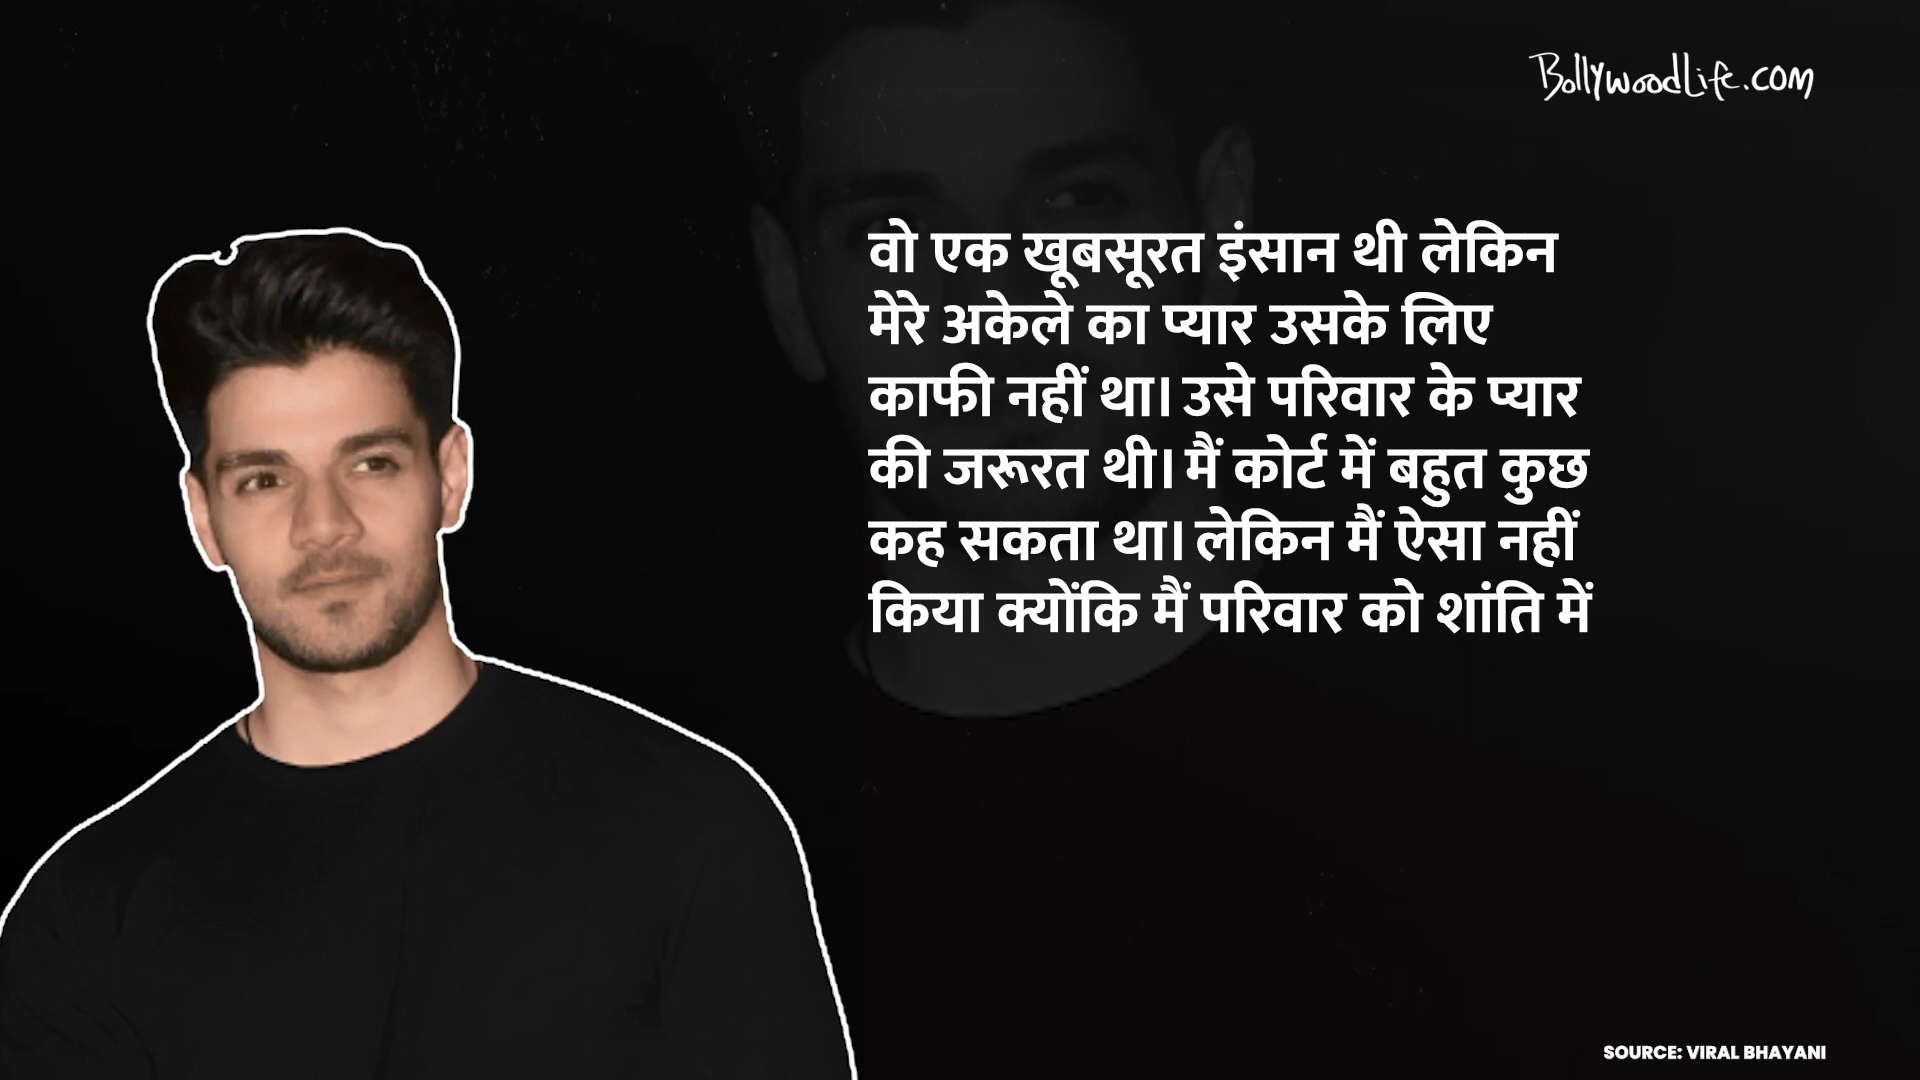 BollywoodLife.com
वो एक खूबसूरत इंसान थी लेकिन
मेरे अकेले का प्यार उसके लिए
काफी नहीं था। उसे परिवार के प्यार
की जरूरत थी। मैं कोर्ट में बहुत कुछ
कह सकता था। लेकिन मैं ऐसा नहीं
किया क्योंकि मैं परिवार को शांति में
SOURCE: VIRAL BHAYANI